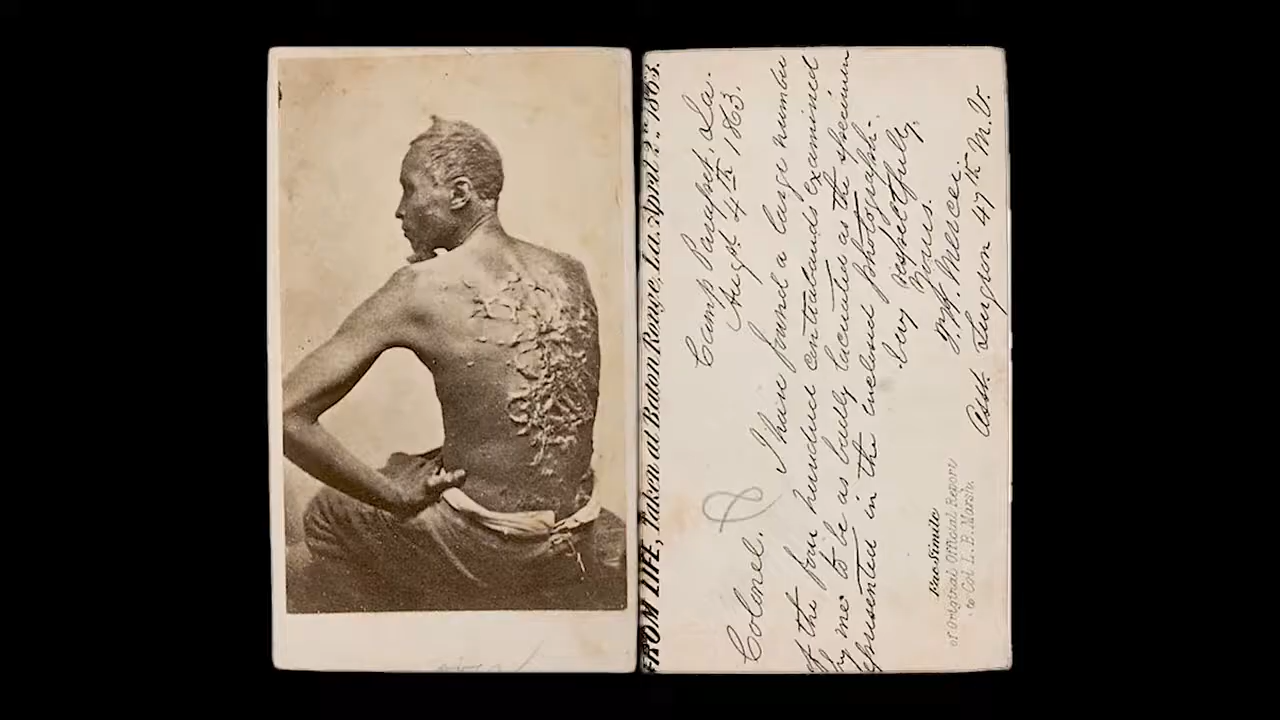 FROM LIFE, Taken at Baton Rouge, La. April 2nd 1863.
Camp Parapet, La.
Augst 4th 1863.
Colonel.
I have found a large number
of the four hundred contrabands examined
by me to be as badly lacerated as the specimen
represented in the enclosed photograph.
Very respectfully,
Yours.
J.W. Mercer.
Asst. Surgeon 47th M.V.
Fac Simile
of Original Official Report
to Col L. B. Marsh.